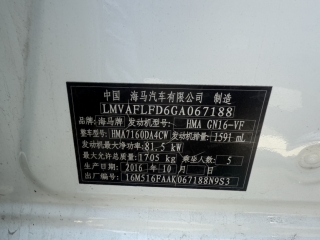 中国 海马汽车有限公司 制造
LMVAFLFD6GA067188
品牌 海马牌 发动机型号 HMA GN16-VF
整车型号 HMA7160DA4CW 发动机排量 1591 mL
发动机最大净功率 81.5 kW
最大允许总质量 1705 kg 乘坐人数 5
生产日期 2016 年 10 月 日
出厂编号 16M516FAAK067188N9S3